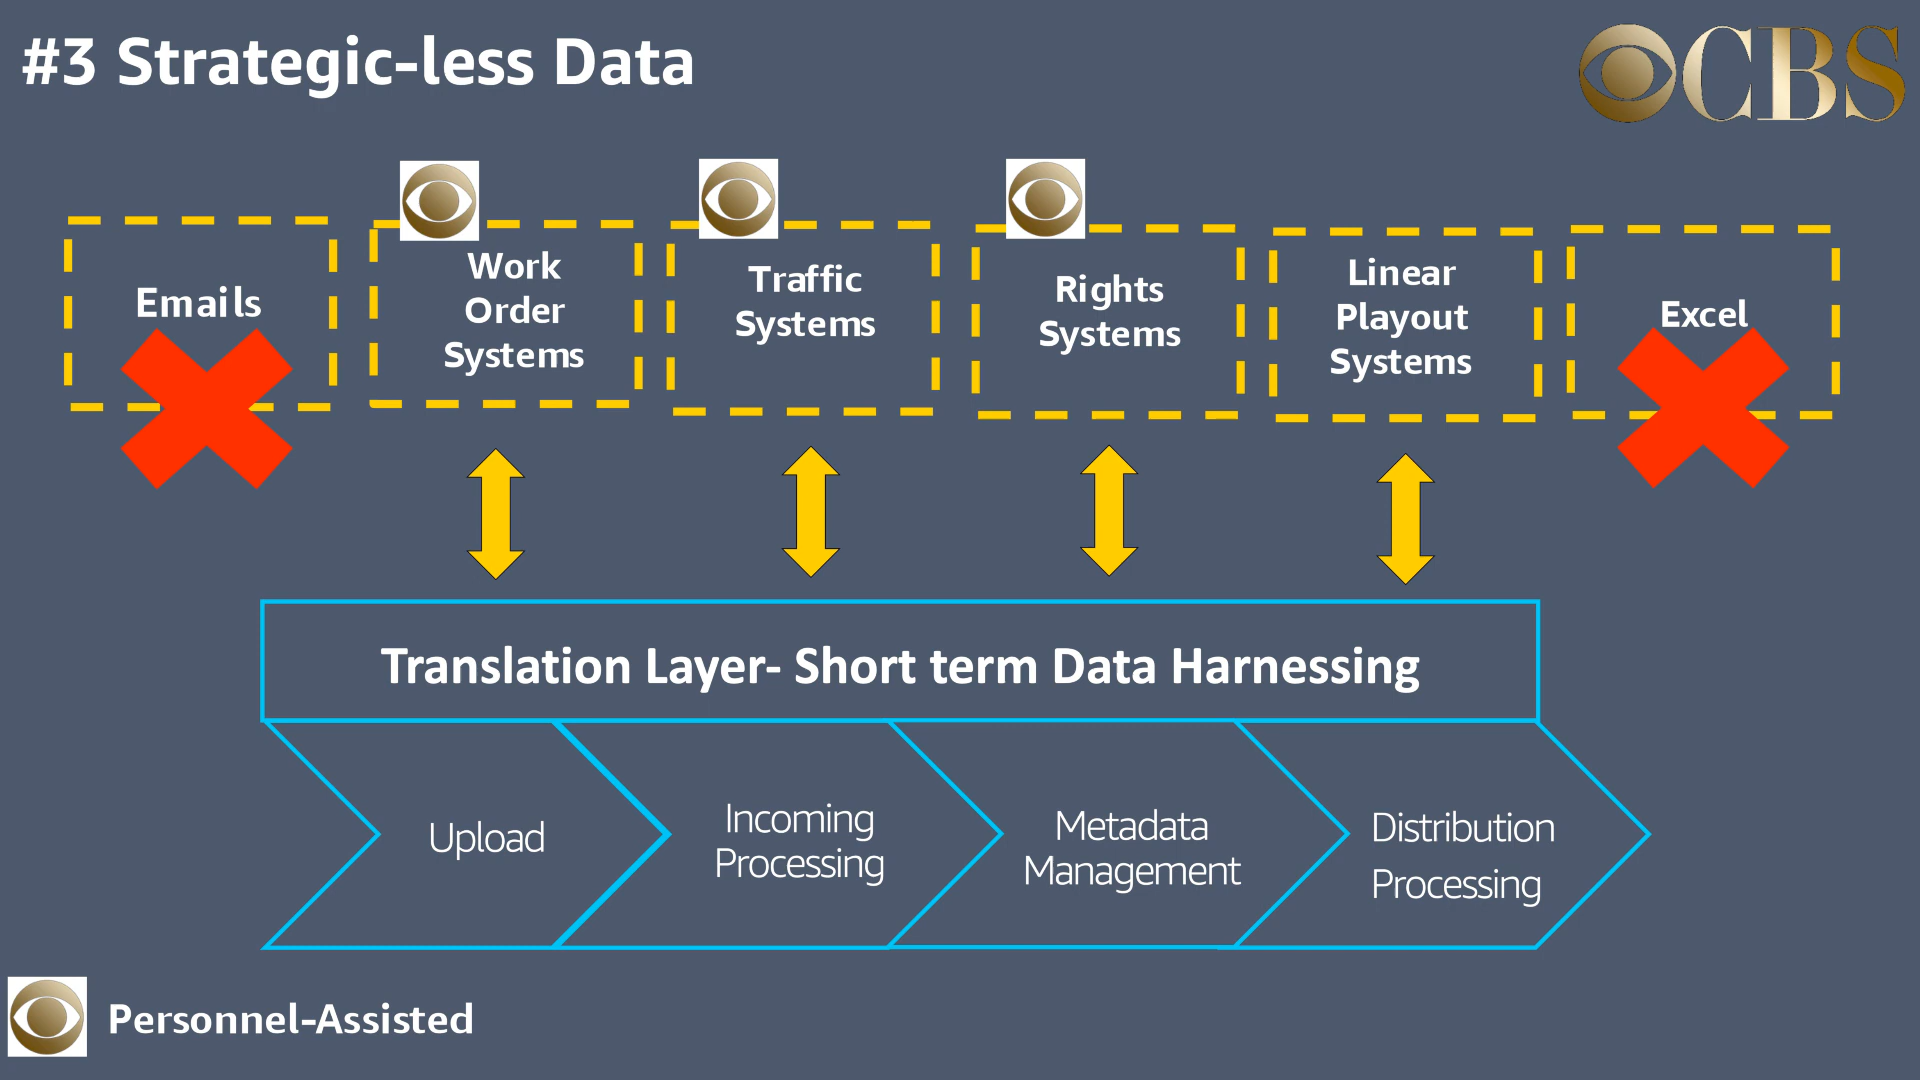 #3 Strategic-less Data
CBS
Emails
Work
Order
Systems
Traffic
Systems
Rights
Systems
Linear
Playout
Systems
Excel
Translation Layer- Short term Data Harnessing
Upload
Incoming
Processing
Metadata
Management
Distribution
Processing
Personnel-Assisted